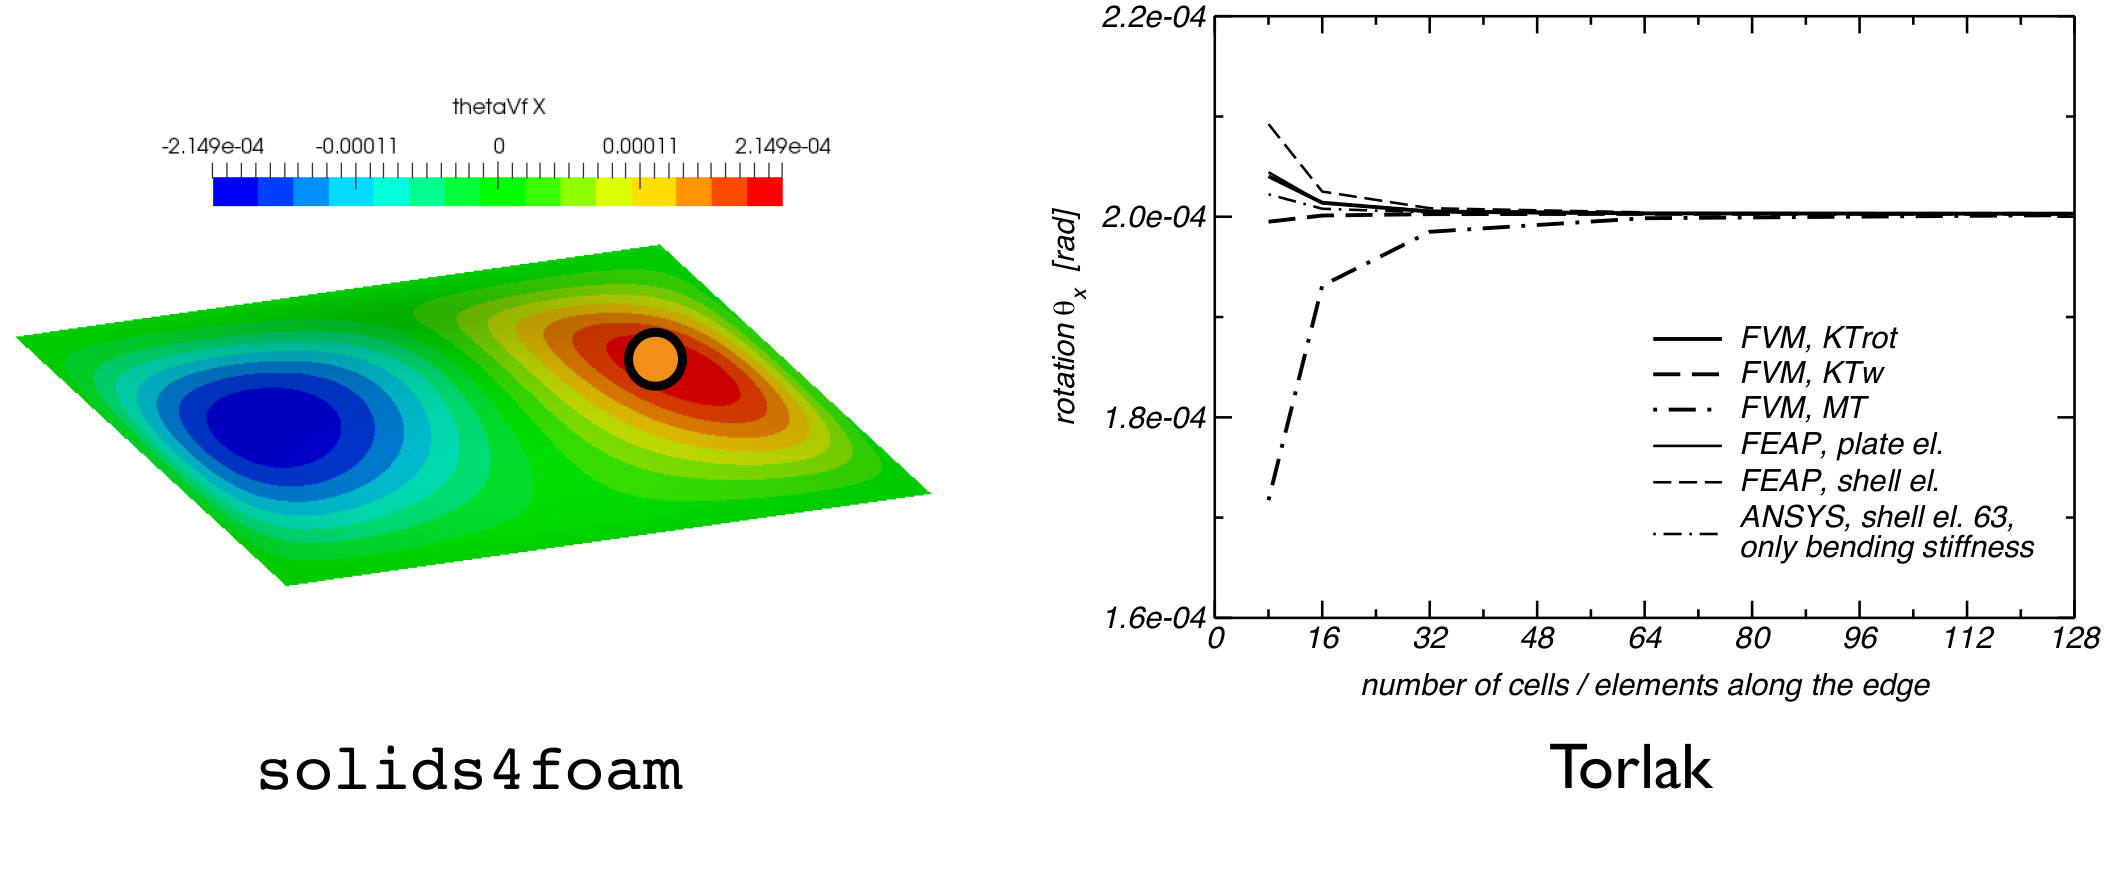 thetaVf X
-2.149e-04 -0.00011 0 0.00011 2.149e-04
solids4foam
2.2e-04
2.0e-04
1.8e-04
1.6e-04
rotation θx [rad]
FVM, KTrot
FVM, KTw
FVM, MT
FEAP, plate el.
FEAP, shell el.
ANSYS, shell el. 63,
only bending stiffness
0 16 32 48 64 80 96 112 128
number of cells / elements along the edge
Torlak